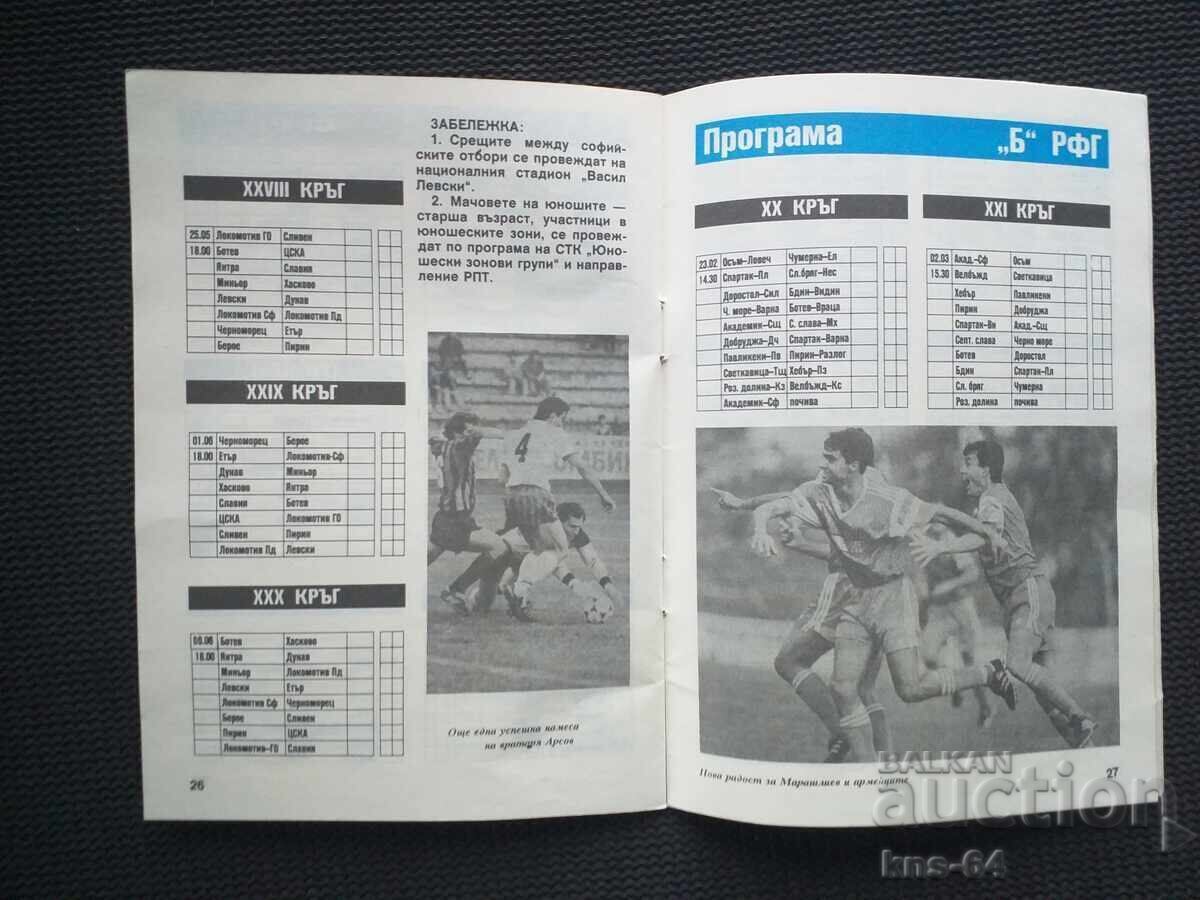 XXVIII КРЪГ
25.05 Локомотив ГО Сливен
18.00 Ботев ЦСКА
Янтра Славия
Миньор Хасково
Левски Дунав
Локомотив Сф Локомотив Пд
Черноморец Етър
Берое Пирин
XXIX КРЪГ
01.06 Черноморец Берое
18.00 Етър Локомотив-Сф
Дунав Миньор
Хасково Янтра
Славия Ботев
ЦСКА Локомотив ГО
Сливен Пирин
Локомотив Пд Левски
XXX КРЪГ
Ботев Хасково
Янтра Дунав
Миньор Локомотив Пд
Левски Етър
Локомотив Сф Черноморец
Берое Сливен
Пирин ЦСКА
Локомотив-ГО Славия
26
ЗАБЕЛЕЖКА:
1. Срещите между софий-
ските отбори се провеждат на
националния стадион „Васил
Левски“.
2. Мачовете на юношите —
старша възраст, участници в
юношеските зони, се провеж-
дат по програма на СТК „Юно-
шески зонови групи“ и направ-
ление РПТ.
4
Още една успешна намеса
на вратаря Арсов
Програма „Б“ РФГ
XX КРЪГ
23.02 Осъм-Ловеч Чумерна-Ел
14.30 Спартак-Пл Сл.бряг-Нес
Доростол-Сил Бдин-Видин
Ч. море-Варна Ботев-Враца
Академик-Сщ С. слава-Мх
Добруджа-Дч Спартак-Варна
Павликени-Пв Пирин-Разлог
Светкавица-Тщ Хебър-Пз
Роз. долина-Кз Велбъжд-Кс
Академик-Сф почива
XXI КРЪГ
02.03 Акад.-Сф Осъм
15.30 Велбъжд Светкавица
Хебър Павликени
Пирин Добруджа
Спартак-Вн Акад.-Сщ
Септ. слава Черно море
Ботев Доростол
Бдин Спартак-Пл
Сл. бряг Чумерна
Роз. долина почива
Нова радост за Марашлиев и армейците
27
BALKAN
auction
kns-64